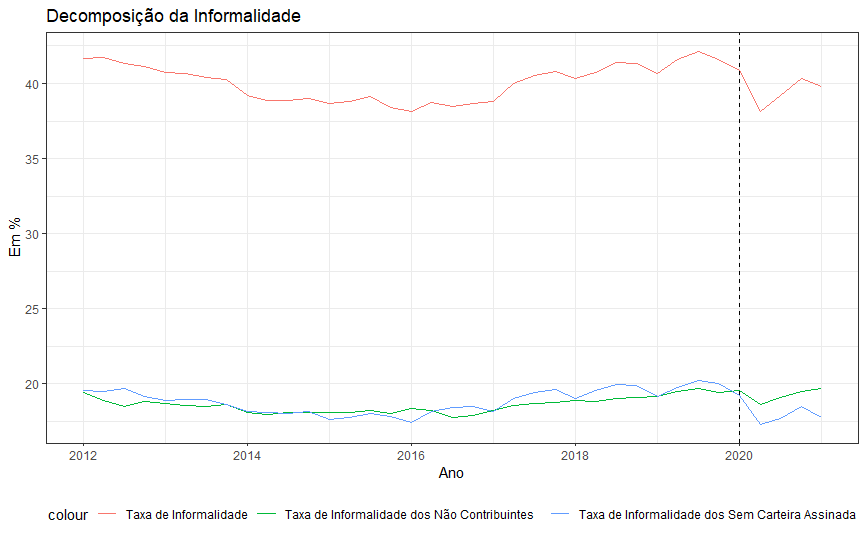 Decomposição da Informalidade
Em %
40
35
30
25
20
2012
2014
2016
2018
2020
Ano
colour
Taxa de Informalidade
Taxa de Informalidade dos Não Contribuintes
Taxa de Informalidade dos Sem Carteira Assinada